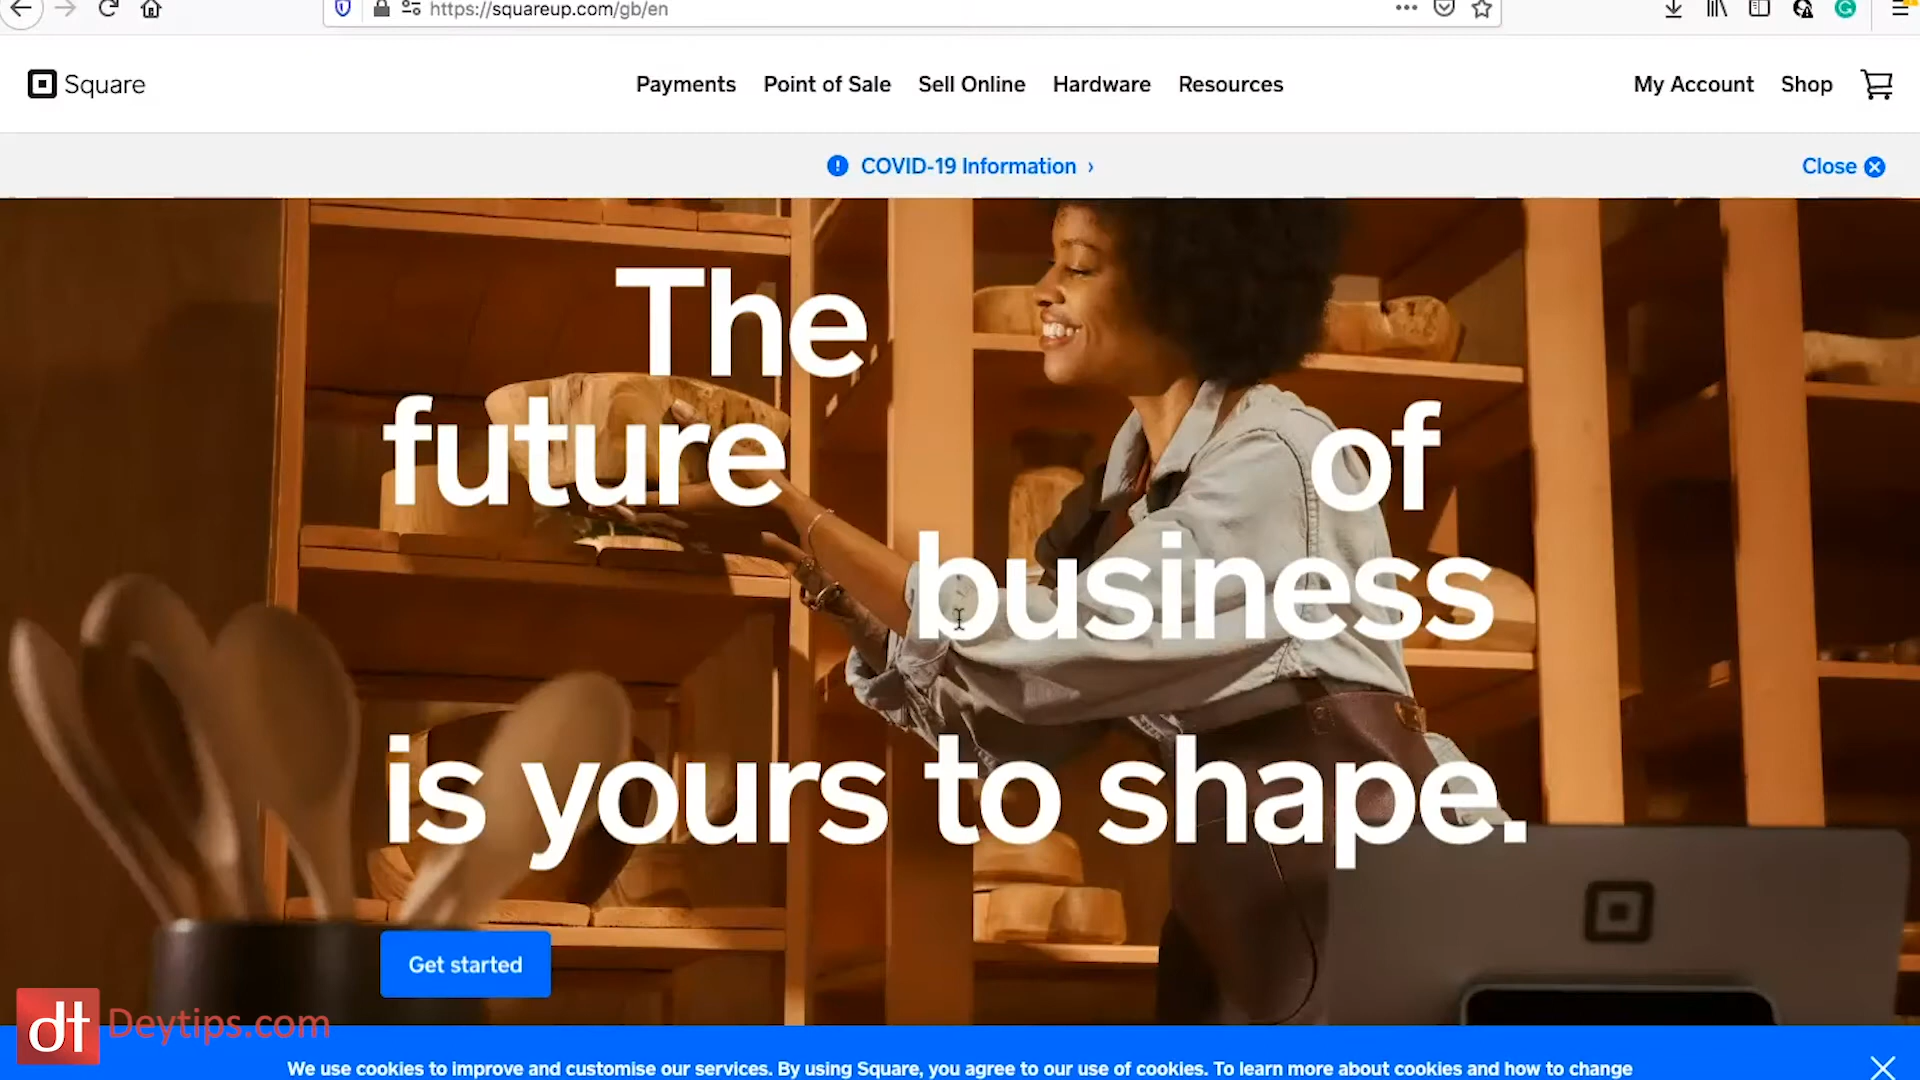 https://squareup.com/gb/en
Square
Payments Point of Sale Sell Online Hardware Resources
My Account Shop
COVID-19 Information ›
Close
The
future of
business
is yours to shape.
Get started
dt Deytips.com
We use cookies to improve and customise our services. By using Square, you agree to our use of cookies. To learn more about cookies and how to change